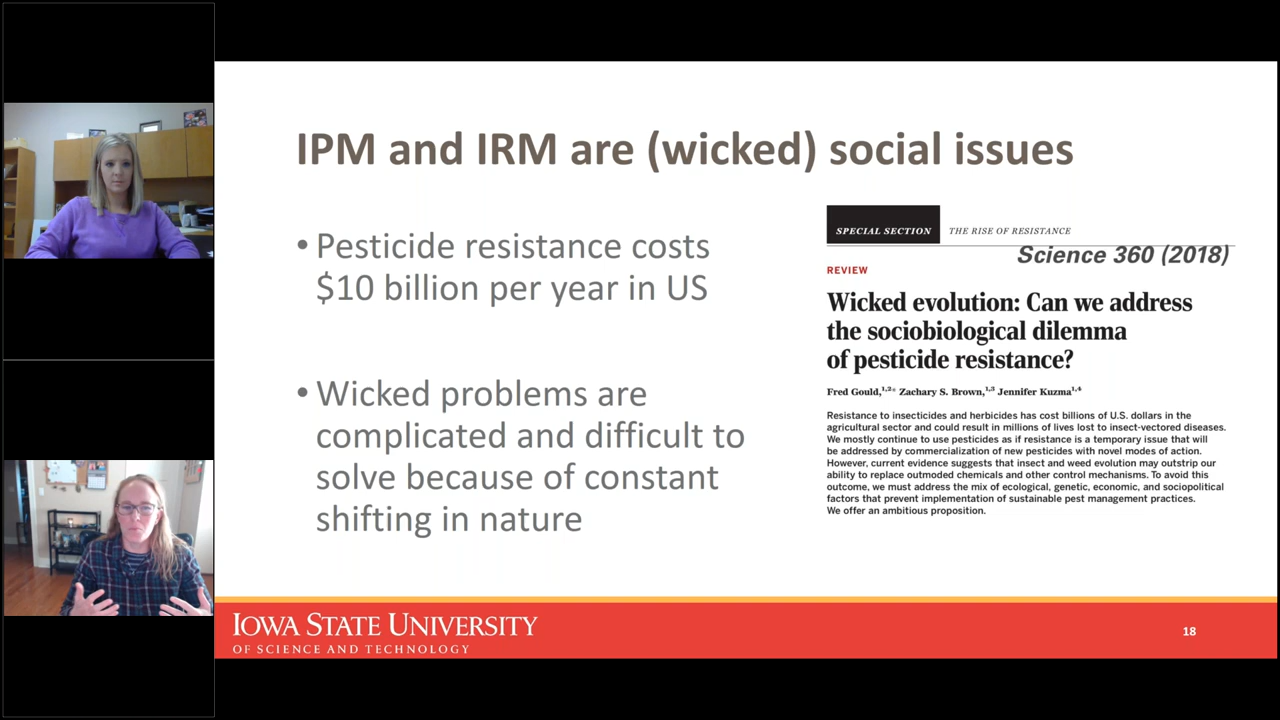 IPM and IRM are (wicked) social issues
• Pesticide resistance costs
$10 billion per year in US
• Wicked problems are
complicated and difficult to
solve because of constant
shifting in nature
SPECIAL SECTION THE RISE OF RESISTANCE
Science 360 (2018)
REVIEW
Wicked evolution: Can we address
the sociobiological dilemma
of pesticide resistance?
Fred Gould,1,2* Zachary S. Brown,1,3 Jennifer Kuzma1,4
Resistance to insecticides and herbicides has cost billions of U.S. dollars in the
agricultural sector and could result in millions of lives lost to insect-vectored diseases.
We mostly continue to use pesticides as if resistance is a temporary issue that will
be addressed by commercialization of new pesticides with novel modes of action.
However, current evidence suggests that insect and weed evolution may outstrip our
ability to replace outmoded chemicals and other control mechanisms. To avoid this
outcome, we must address the mix of ecological, genetic, economic, and sociopolitical
factors that prevent implementation of sustainable pest management practices.
We offer an ambitious proposition.
IOWA STATE UNIVERSITY
OF SCIENCE AND TECHNOLOGY
18